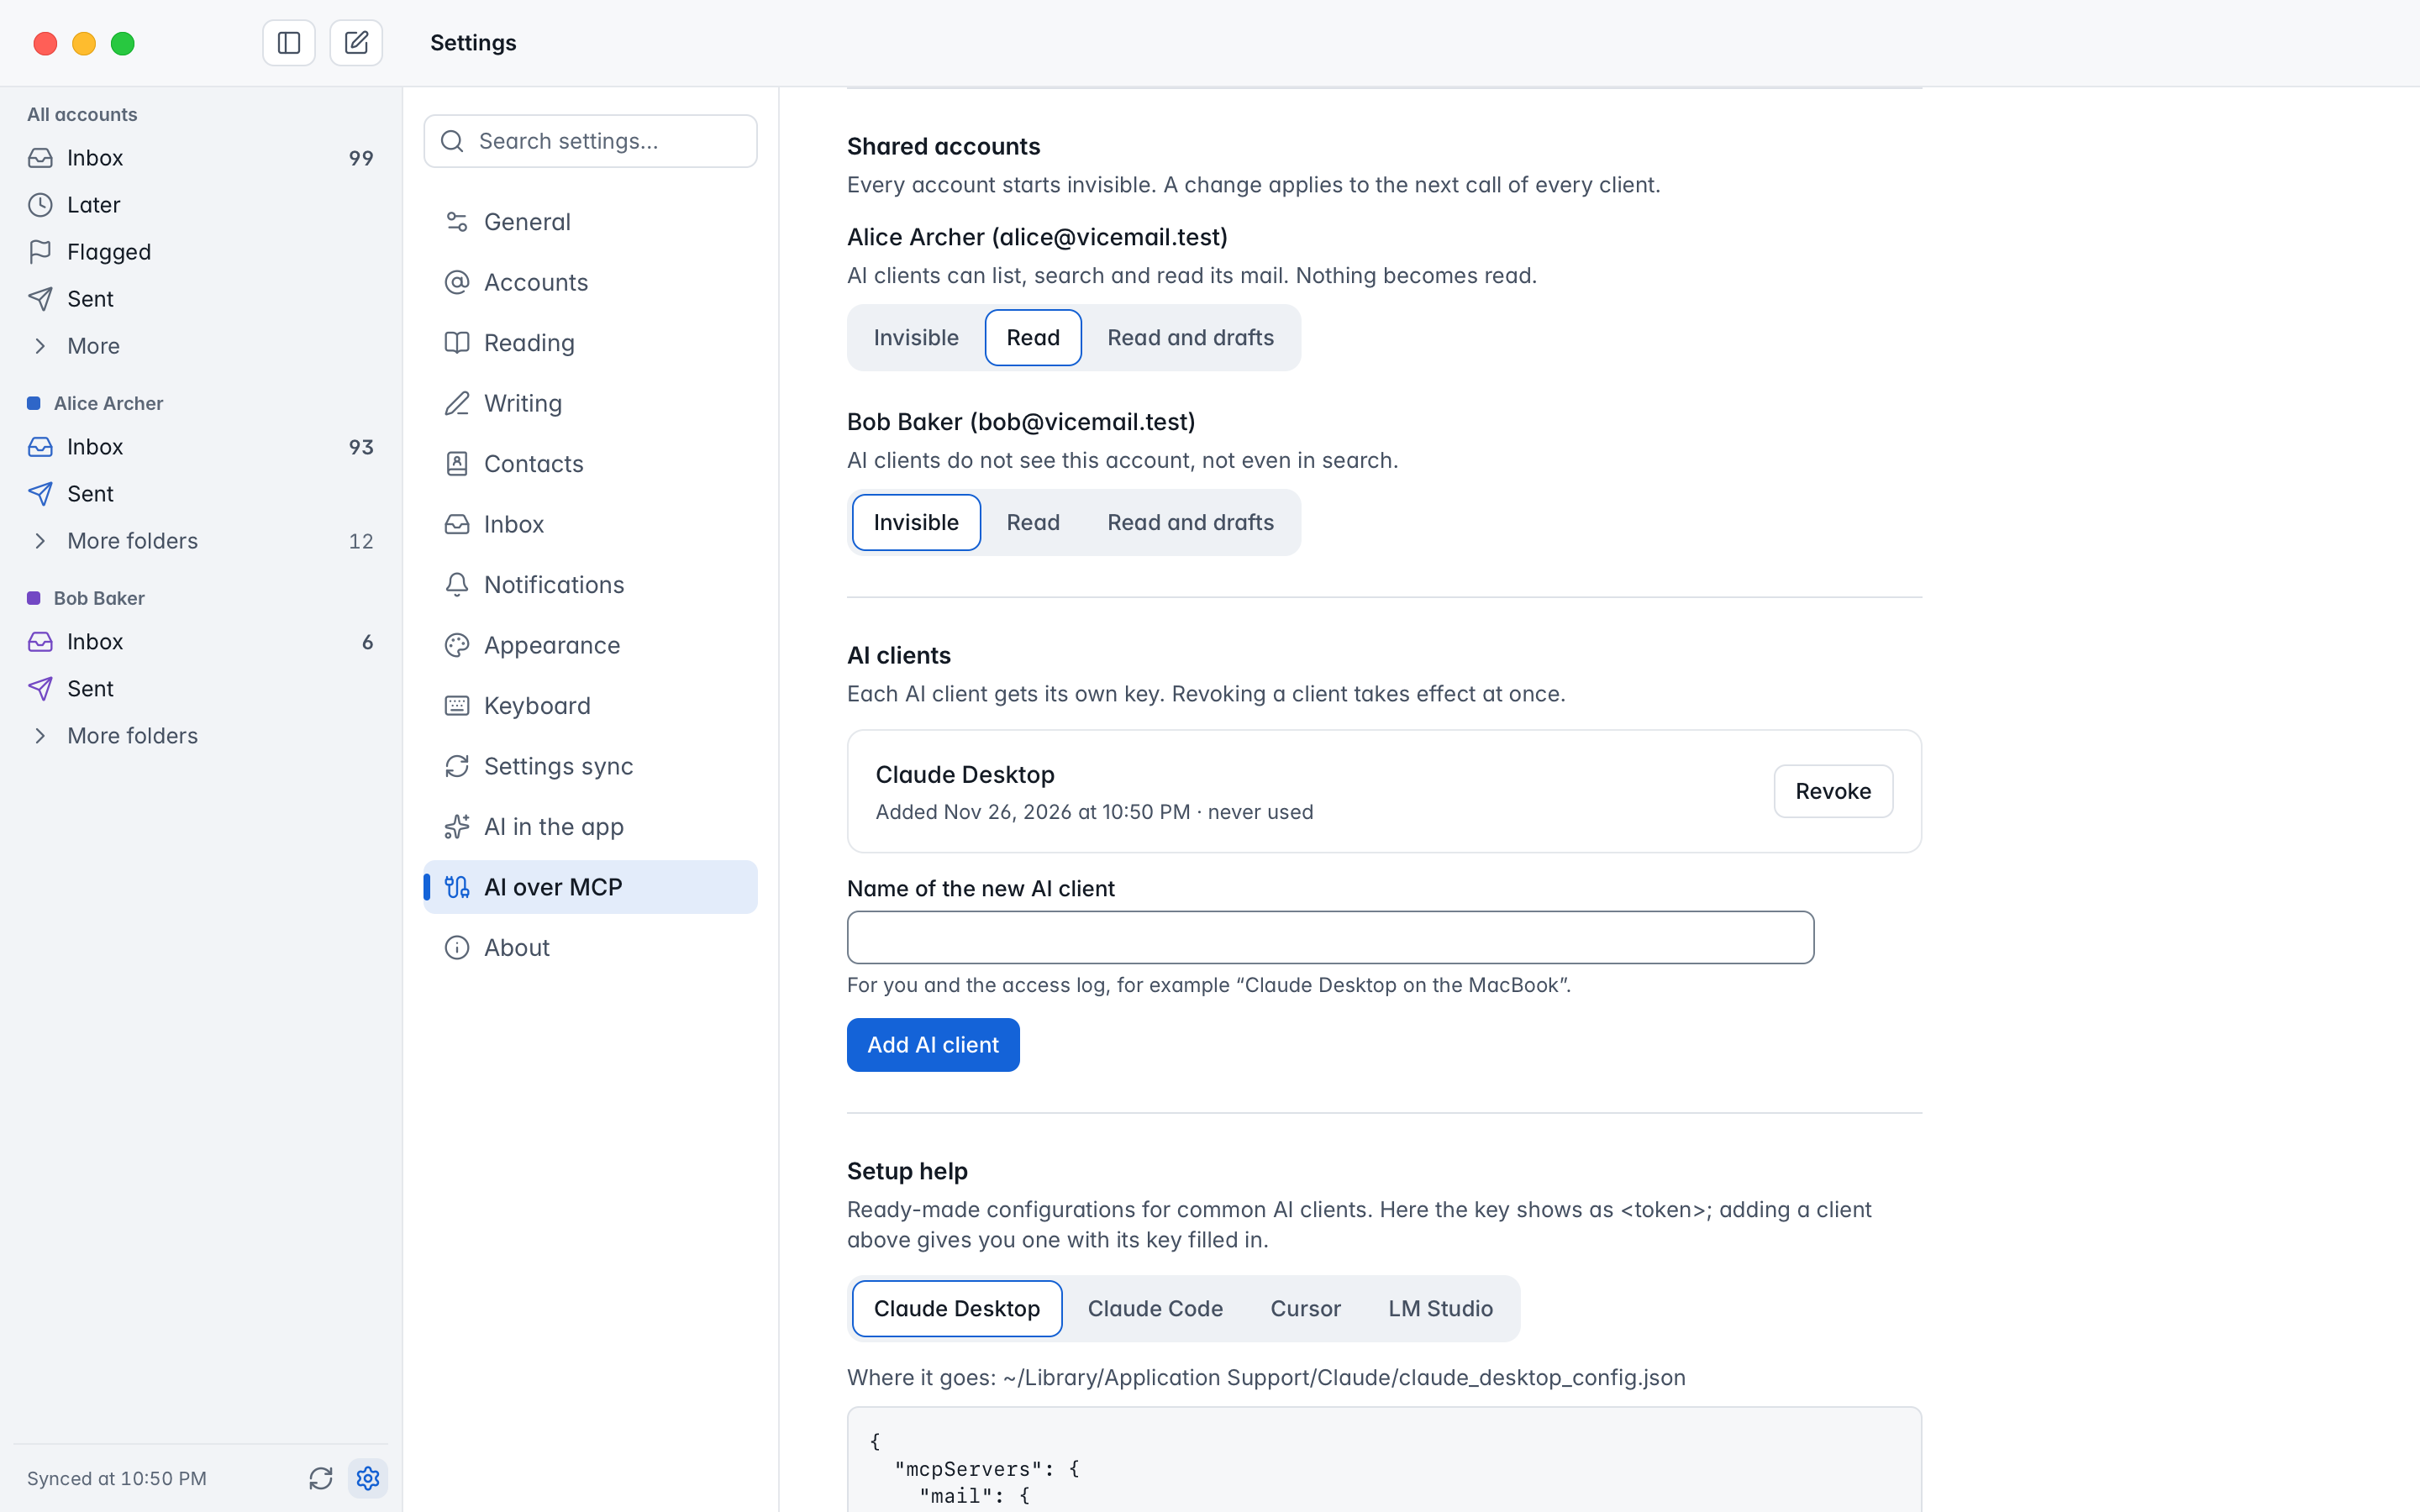 Settings
All accounts
Inbox 99
Later
Flagged
Sent
More
Alice Archer
Inbox 93
Sent
More folders 12
Bob Baker
Inbox 6
Sent
More folders
Synced at 10:50 PM
Search settings...
General
Accounts
Reading
Writing
Contacts
Inbox
Notifications
Appearance
Keyboard
Settings sync
AI in the app
AI over MCP
About
Shared accounts
Every account starts invisible. A change applies to the next call of every client.
Alice Archer (alice@vicemail.test)
AI clients can list, search and read its mail. Nothing becomes read.
Invisible Read Read and drafts
Bob Baker (bob@vicemail.test)
AI clients do not see this account, not even in search.
Invisible Read Read and drafts
AI clients
Each AI client gets its own key. Revoking a client takes effect at once.
Claude Desktop
Added Nov 26, 2026 at 10:50 PM · never used
Revoke
Name of the new AI client
For you and the access log, for example “Claude Desktop on the MacBook”.
Add AI client
Setup help
Ready-made configurations for common AI clients. Here the key shows as <token>; adding a client
above gives you one with its key filled in.
Claude Desktop Claude Code Cursor LM Studio
Where it goes: ~/Library/Application Support/Claude/claude_desktop_config.json
{
"mcpServers": {
"mail": {